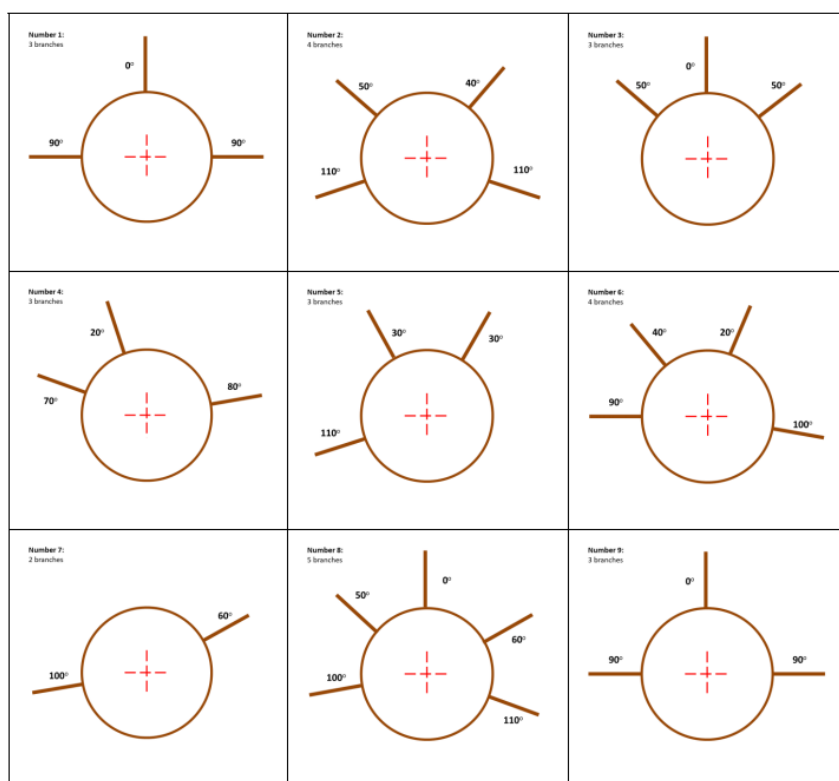 Number 1:
3 branches
0°
90°
90°
Number 2:
4 branches
50°
40°
110°
110°
Number 3:
3 branches
0°
50°
50°
Number 4:
3 branches
20°
70°
80°
Number 5:
3 branches
30°
30°
110°
Number 6:
4 branches
40°
20°
90°
100°
Number 7:
2 branches
60°
100°
Number 8:
5 branches
0°
50°
60°
100°
110°
Number 9:
3 branches
0°
90°
90°